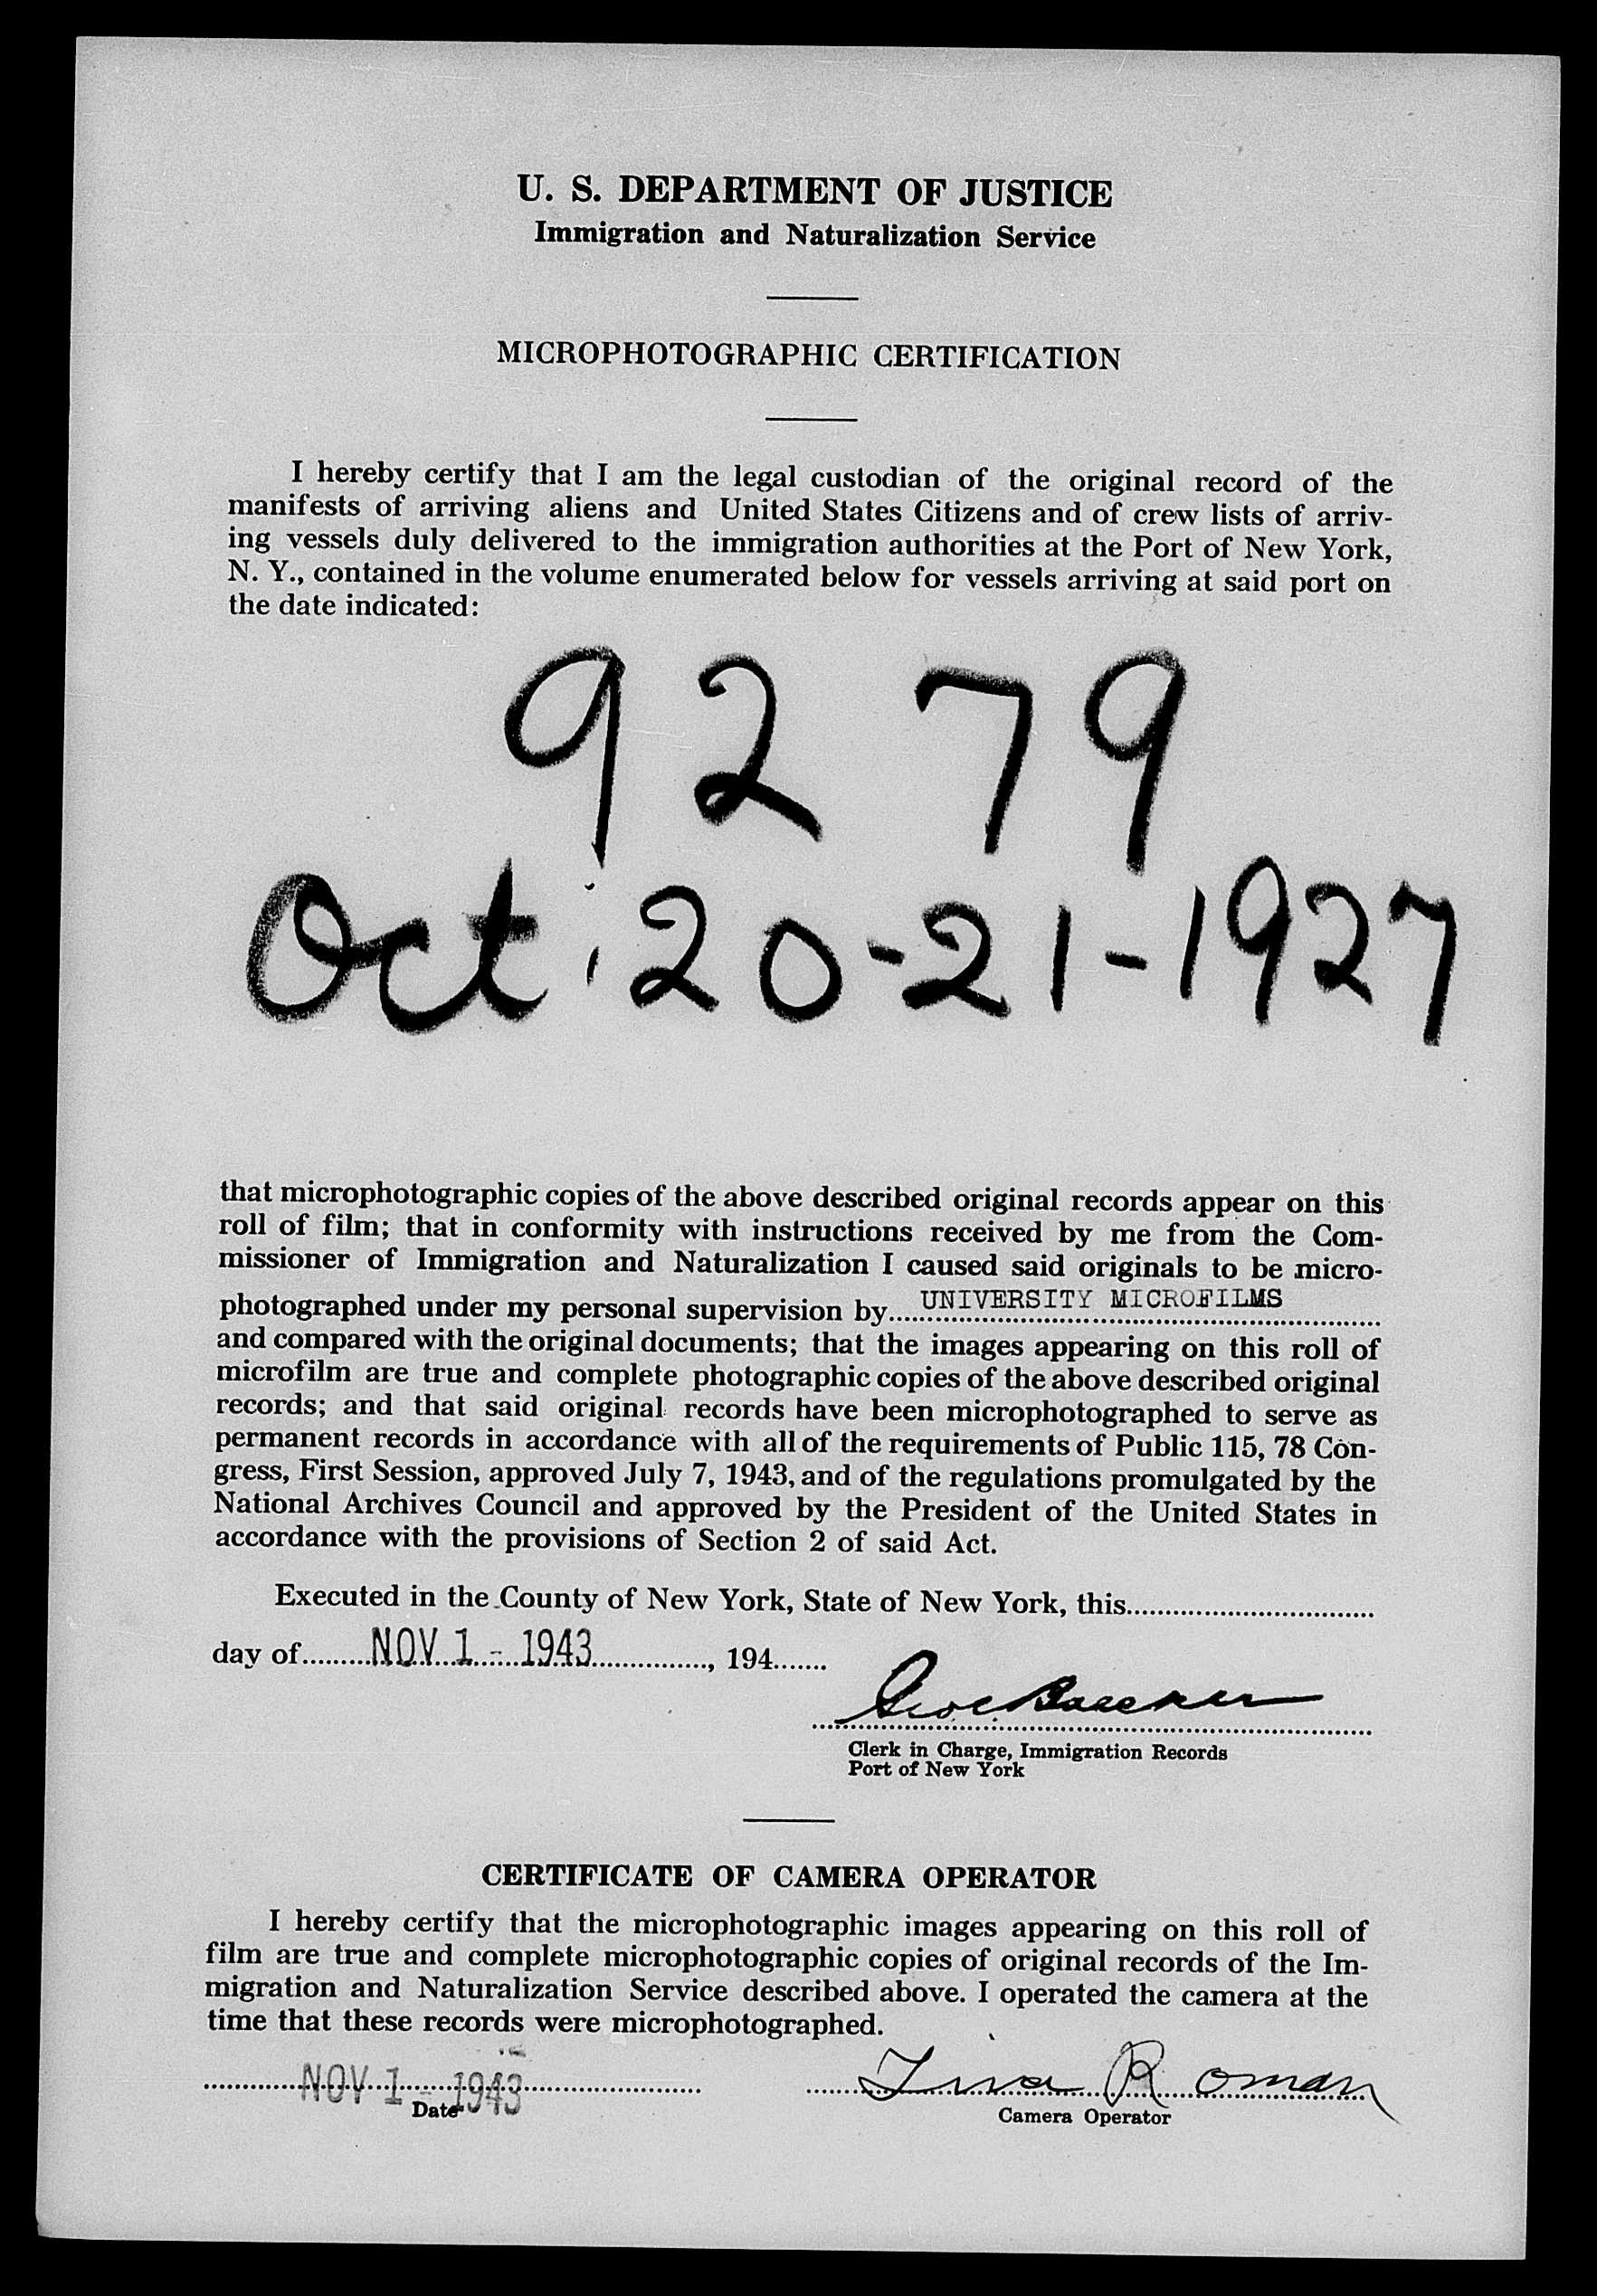 U. S. DEPARTMENT OF JUSTICE
Immigration and Naturalization Service
MICROPHOTOGRAPHIC CERTIFICATION
I hereby certify that I am the legal custodian of the original record of the
manifests of arriving aliens and United States Citizens and of crew lists of arriv-
ing vessels duly delivered to the immigration authorities at the Port of New York,
N. Y., contained in the volume enumerated below for vessels arriving at said port on
the date indicated:
9279
Oct. 20-21-1927
that microphotographic copies of the above described original records appear on this
roll of film; that in conformity with instructions received by me from the Com-
missioner of Immigration and Naturalization I caused said originals to be micro-
photographed under my personal supervision by UNIVERSITY MICROFILMS
and compared with the original documents; that the images appearing on this roll of
microfilm are true and complete photographic copies of the above described original
records; and that said original records have been microphotographed to serve as
permanent records in accordance with all of the requirements of Public 115, 78 Con-
gress, First Session, approved July 7, 1943, and of the regulations promulgated by the
National Archives Council and approved by the President of the United States in
accordance with the provisions of Section 2 of said Act.
Executed in the County of New York, State of New York, this
day of NOV 1 - 1943, 194
Clerk in Charge, Immigration Records
Port of New York
CERTIFICATE OF CAMERA OPERATOR
I hereby certify that the microphotographic images appearing on this roll of
film are true and complete microphotographic copies of original records of the Im-
migration and Naturalization Service described above. I operated the camera at the
time that these records were microphotographed.
NOV 1 - 1943 Roman
Date Camera Operator